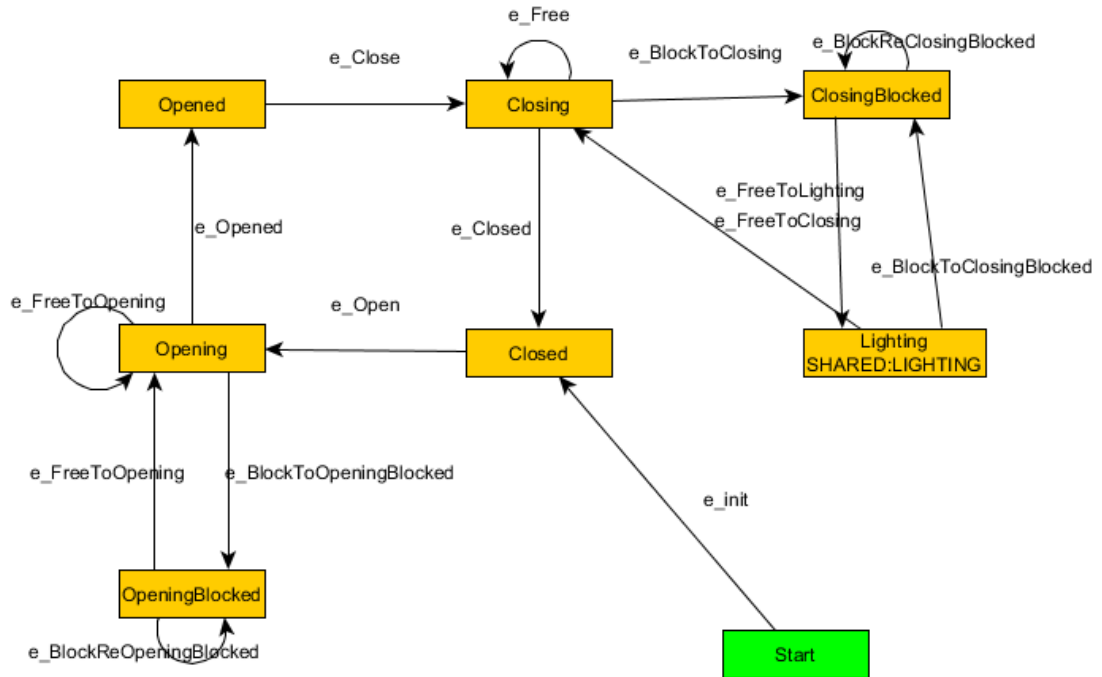 e_Free
e_Close
e_BlockToClosing
e_BlockReClosingBlocked
Opened
Closing
ClosingBlocked
e_FreeToLighting
e_FreeToClosing
e_Opened
e_Closed
e_BlockToClosingBlocked
e_FreeToOpening
e_Open
Opening
Closed
Lighting
SHARED:LIGHTING
e_FreeToOpening
e_BlockToOpeningBlocked
e_init
OpeningBlocked
e_BlockReOpeningBlocked
Start